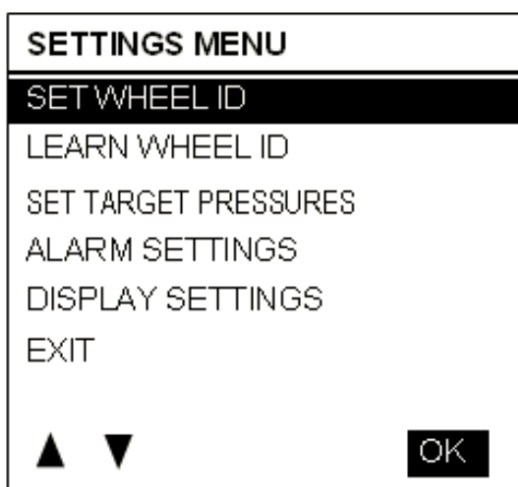 SETTINGS MENU
SET WHEEL ID
LEARN WHEEL ID
SET TARGET PRESSURES
ALARM SETTINGS
DISPLAY SETTINGS
EXIT
OK